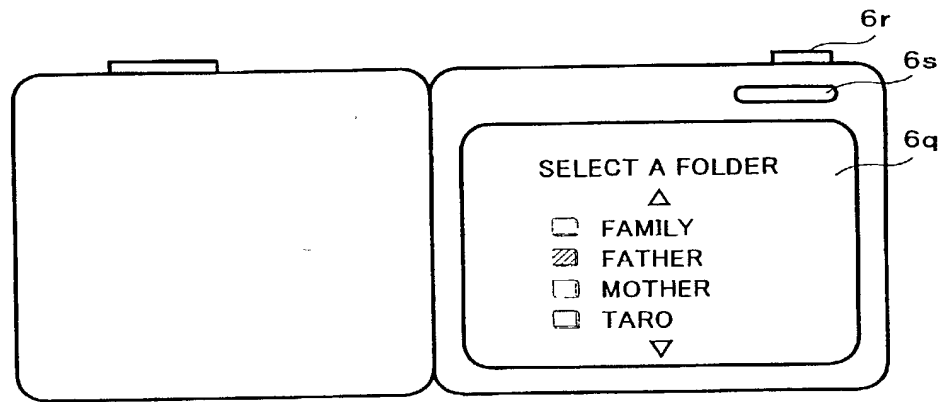 6r
6s
6q
SELECT A FOLDER
FAMILY
FATHER
MOTHER
TARO